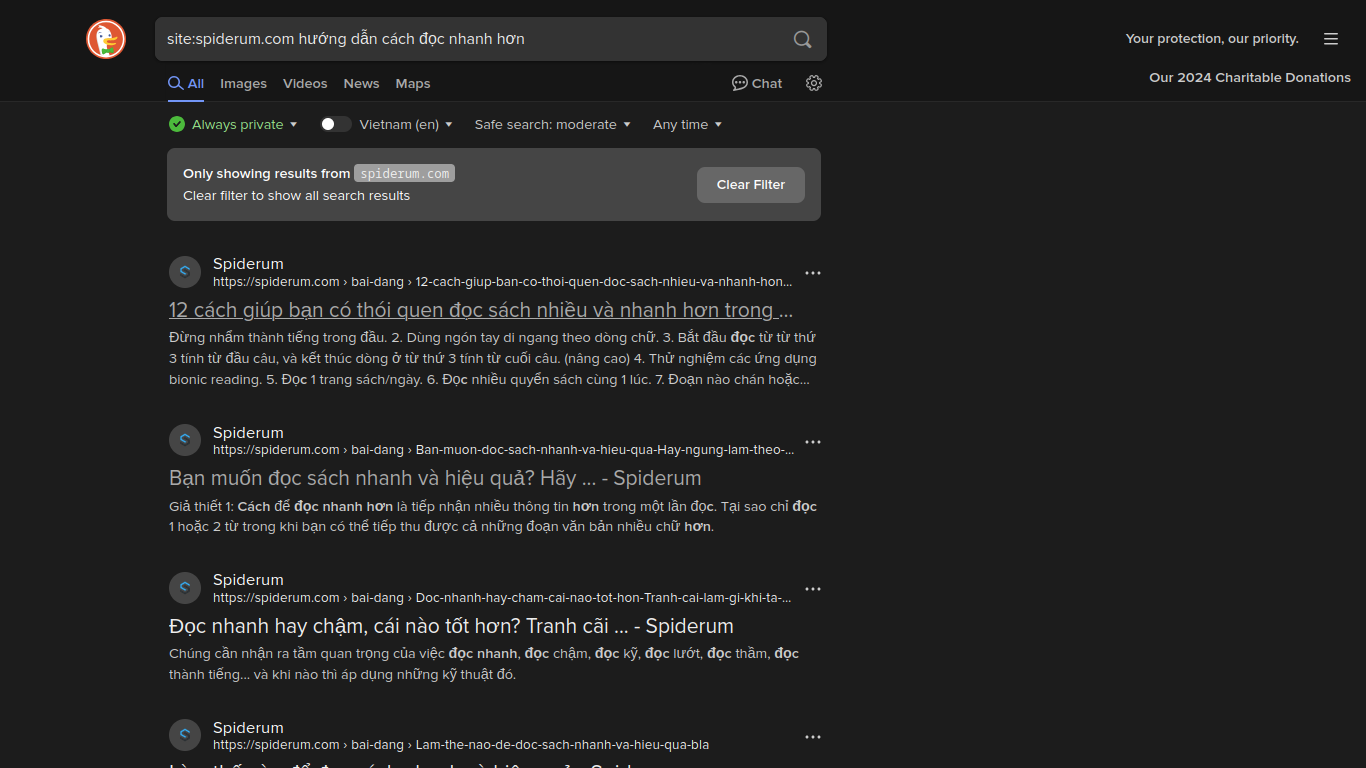 site:spiderum.com hướng dẫn cách đọc nhanh hơn
Your protection, our priority.
All
Images
Videos
News
Maps
Chat
Our 2024 Charitable Donations
Always private
Vietnam (en)
Safe search: moderate
Any time
Only showing results from spiderum.com
Clear filter to show all search results
Clear Filter
Spiderum
https://spiderum.com › bai-dang › 12-cach-giup-ban-co-thoi-quen-doc-sach-nhieu-va-nhanh-hon...
12 cách giúp bạn có thói quen đọc sách nhiều và nhanh hơn trong ...
Đừng nhẩm thành tiếng trong đầu. 2. Dùng ngón tay di ngang theo dòng chữ. 3. Bắt đầu đọc từ từ thứ
3 tính từ đầu câu, và kết thúc dòng ở từ thứ 3 tính từ cuối câu. (nâng cao) 4. Thử nghiệm các ứng dụng
bionic reading. 5. Đọc 1 trang sách/ngày. 6. Đọc nhiều quyển sách cùng 1 lúc. 7. Đoạn nào chán hoặc...
Spiderum
https://spiderum.com › bai-dang › Ban-muon-doc-sach-nhanh-va-hieu-qua-Hay-ngung-lam-theo-...
Bạn muốn đọc sách nhanh và hiệu quả? Hãy ... - Spiderum
Giả thiết 1: Cách để đọc nhanh hơn là tiếp nhận nhiều thông tin hơn trong một lần đọc. Tại sao chỉ đọc
1 hoặc 2 từ trong khi bạn có thể tiếp thu được cả những đoạn văn bản nhiều chữ hơn.
Spiderum
https://spiderum.com › bai-dang › Doc-nhanh-hay-cham-cai-nao-tot-hon-Tranh-cai-lam-gi-khi-ta-...
Đọc nhanh hay chậm, cái nào tốt hơn? Tranh cãi ... - Spiderum
Chúng cần nhận ra tầm quan trọng của việc đọc nhanh, đọc chậm, đọc kỹ, đọc lướt, đọc thầm, đọc
thành tiếng... và khi nào thì áp dụng những kỹ thuật đó.
Spiderum
https://spiderum.com › bai-dang › Lam-the-nao-de-doc-sach-nhanh-va-hieu-qua-bla